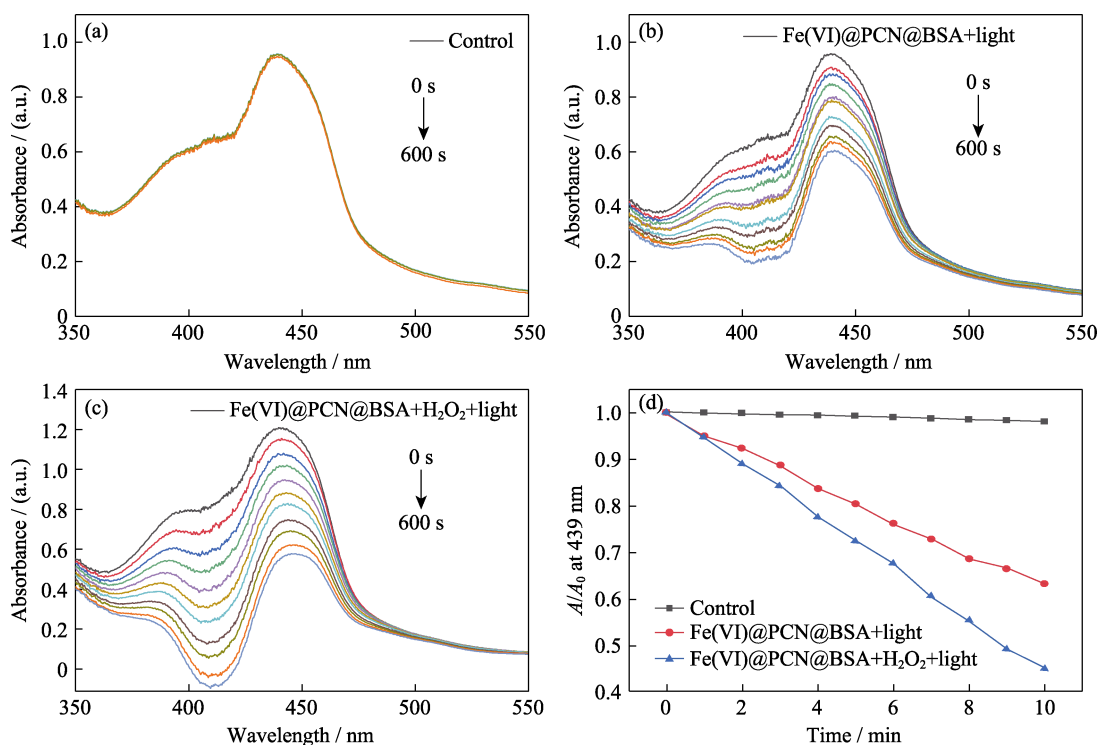 (a)
Control
0 s
600 s
Absorbance / (a.u.)
1.0
0.8
0.6
0.4
0.2
0
350 400 450 500 550
Wavelength / nm
(b)
Fe(VI)@PCN@BSA+light
0 s
600 s
Absorbance / (a.u.)
1.0
0.8
0.6
0.4
0.2
0
350 400 450 500 550
Wavelength / nm
(c)
Fe(VI)@PCN@BSA+H₂O₂+light
0 s
600 s
Absorbance / (a.u.)
1.4
1.2
1.0
0.8
0.6
0.4
0.2
0
350 400 450 500 550
Wavelength / nm
(d)
A/A₀ at 439 nm
1.0
0.9
0.8
0.7
0.6
0.5
0.4
Control
Fe(VI)@PCN@BSA+light
Fe(VI)@PCN@BSA+H₂O₂+light
0 2 4 6 8 10
Time / min